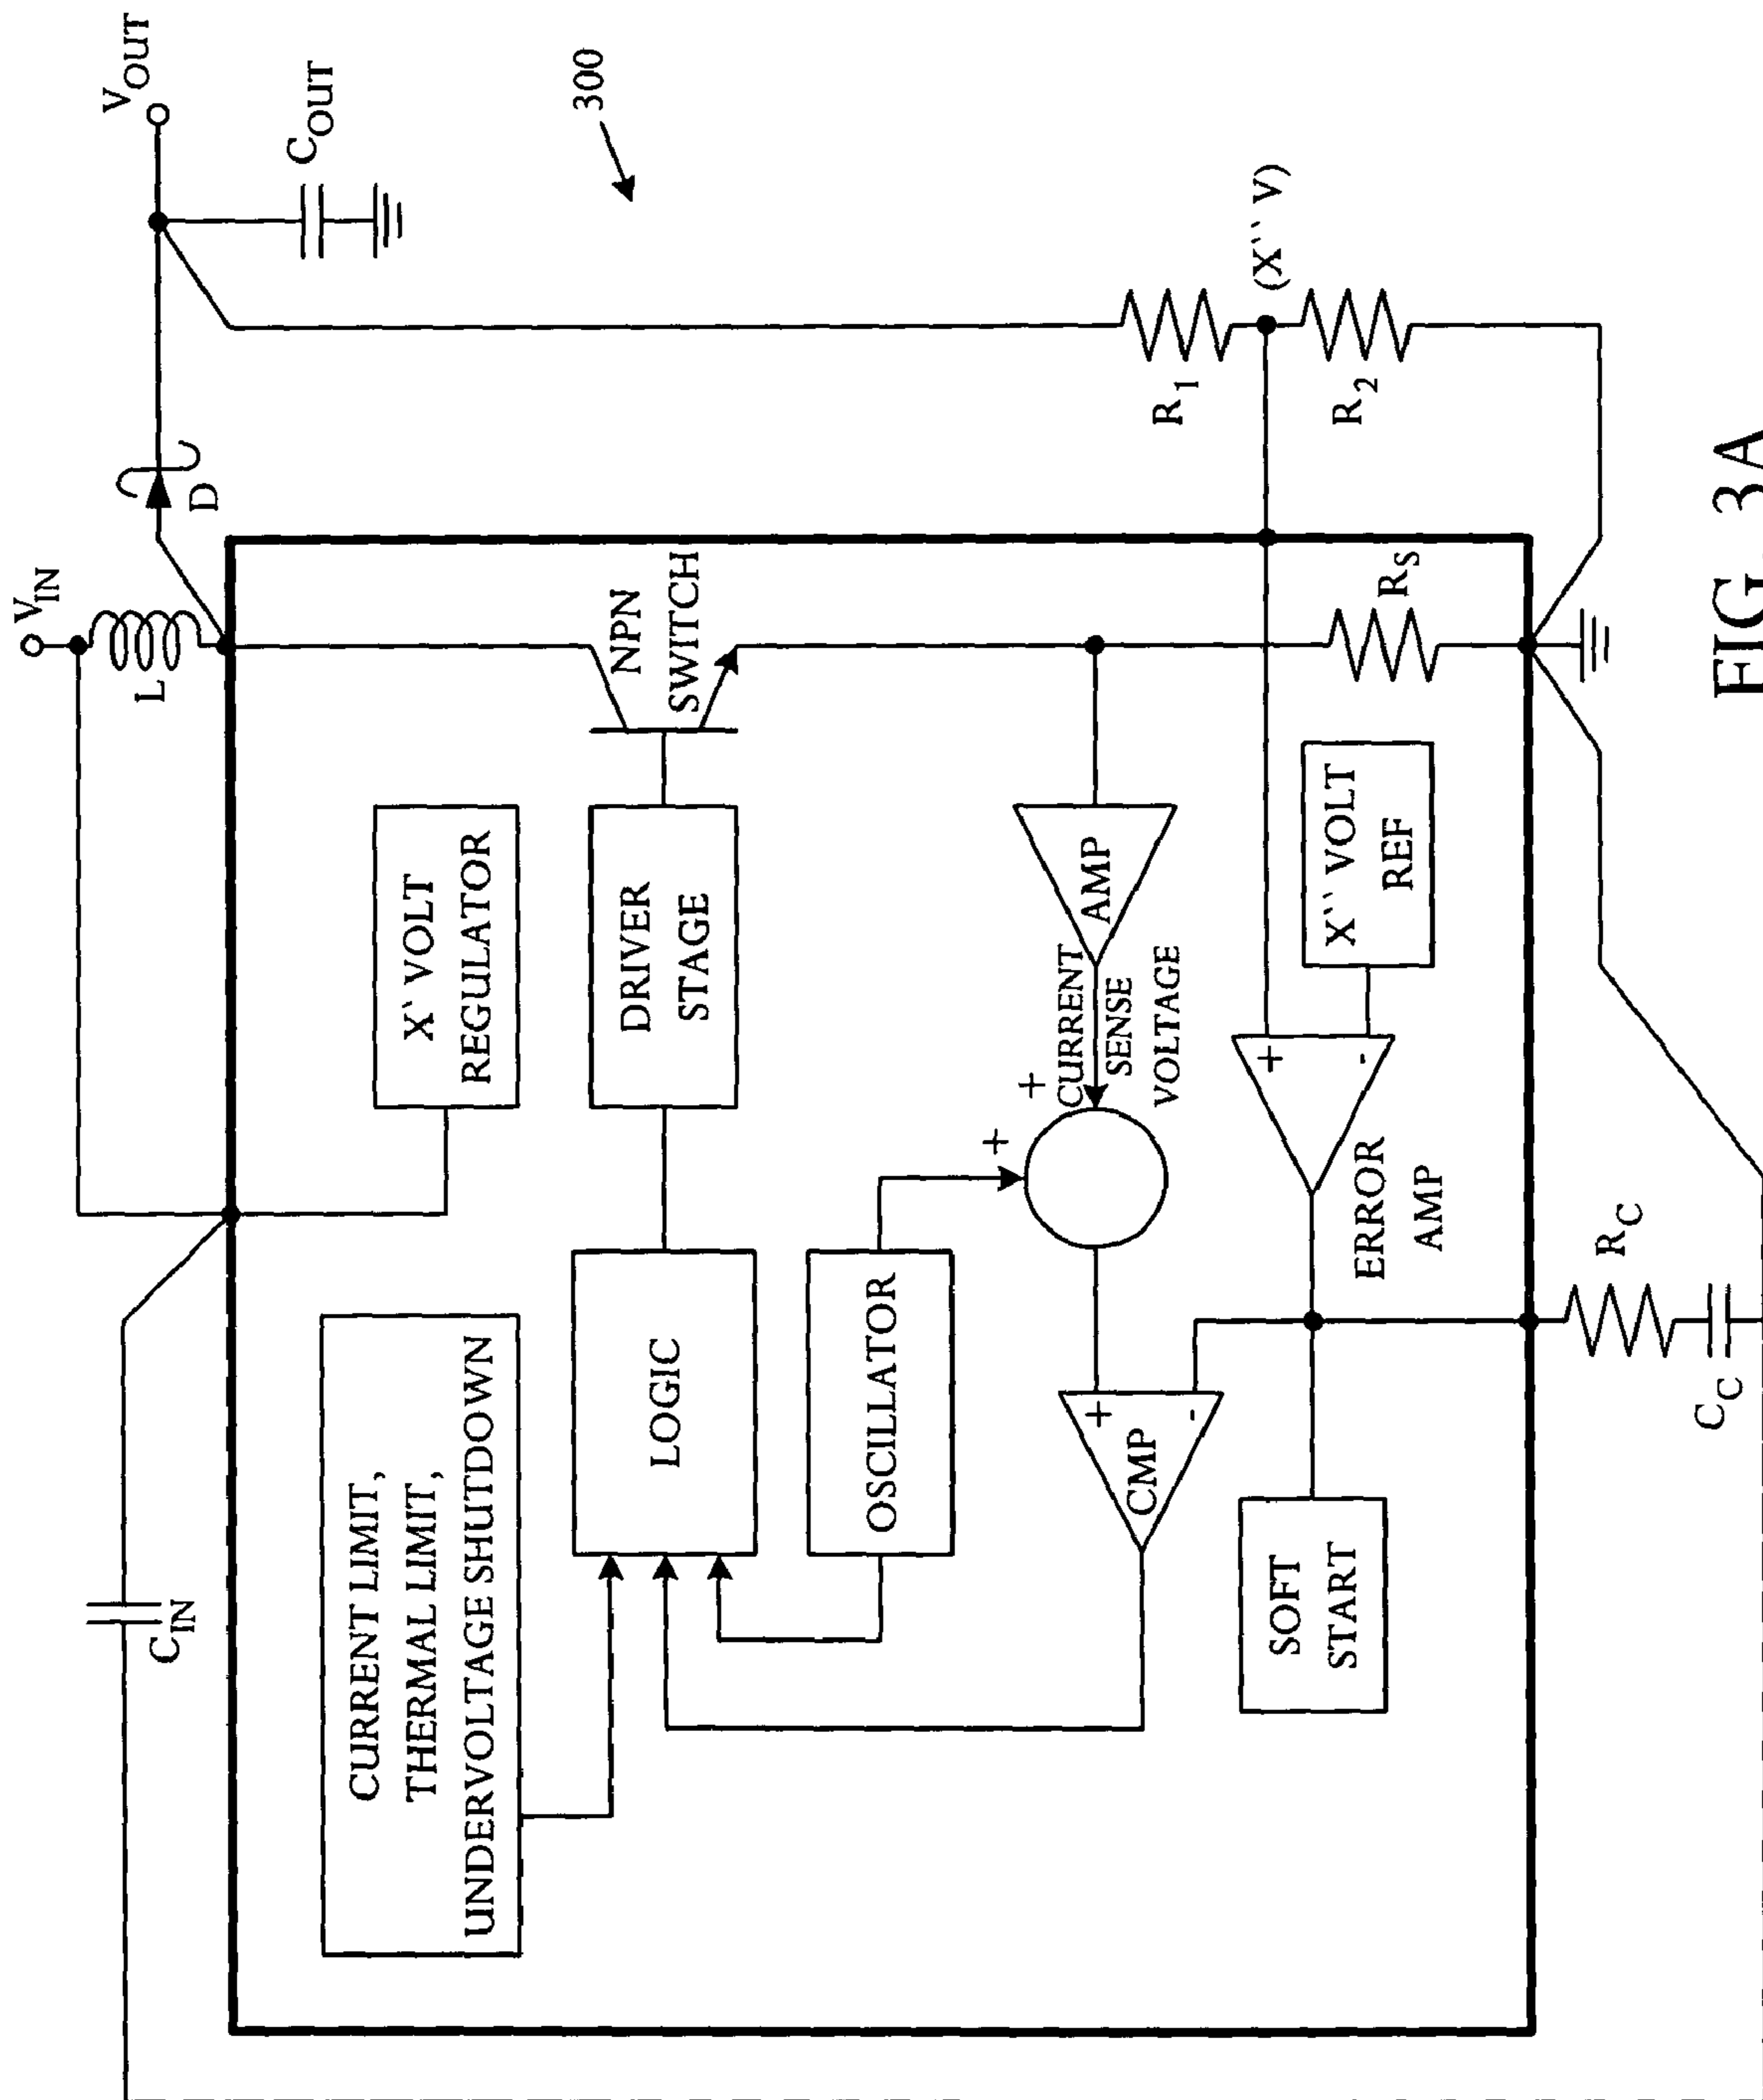 V_IN
L
D
V_OUT
C_OUT
300
C_IN
CURRENT LIMIT,
THERMAL LIMIT,
UNDERVOLTAGE SHUTDOWN
X` VOLT
REGULATOR
LOGIC
DRIVER
STAGE
NPN
SWITCH
OSCILLATOR
+
+
CURRENT
SENSE
VOLTAGE
AMP
CMP
+
-
SOFT
START
ERROR
AMP
+
-
X`` VOLT
REF
R_S
R_1
(X`` V)
R_2
R_C
C_C
FIG. 3A